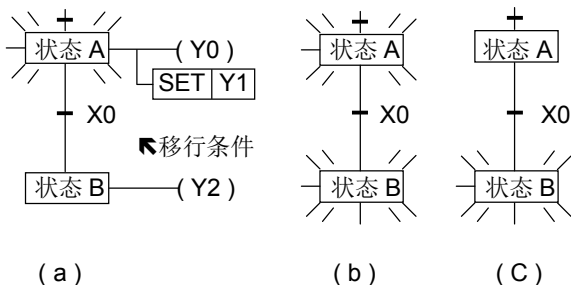 状态 A ( Y0 ) 状态 A 状态 A
SET Y1
X0 X0 X0
移行条件
状态 B ( Y2 ) 状态 B 状态 B
( a ) ( b ) ( C )